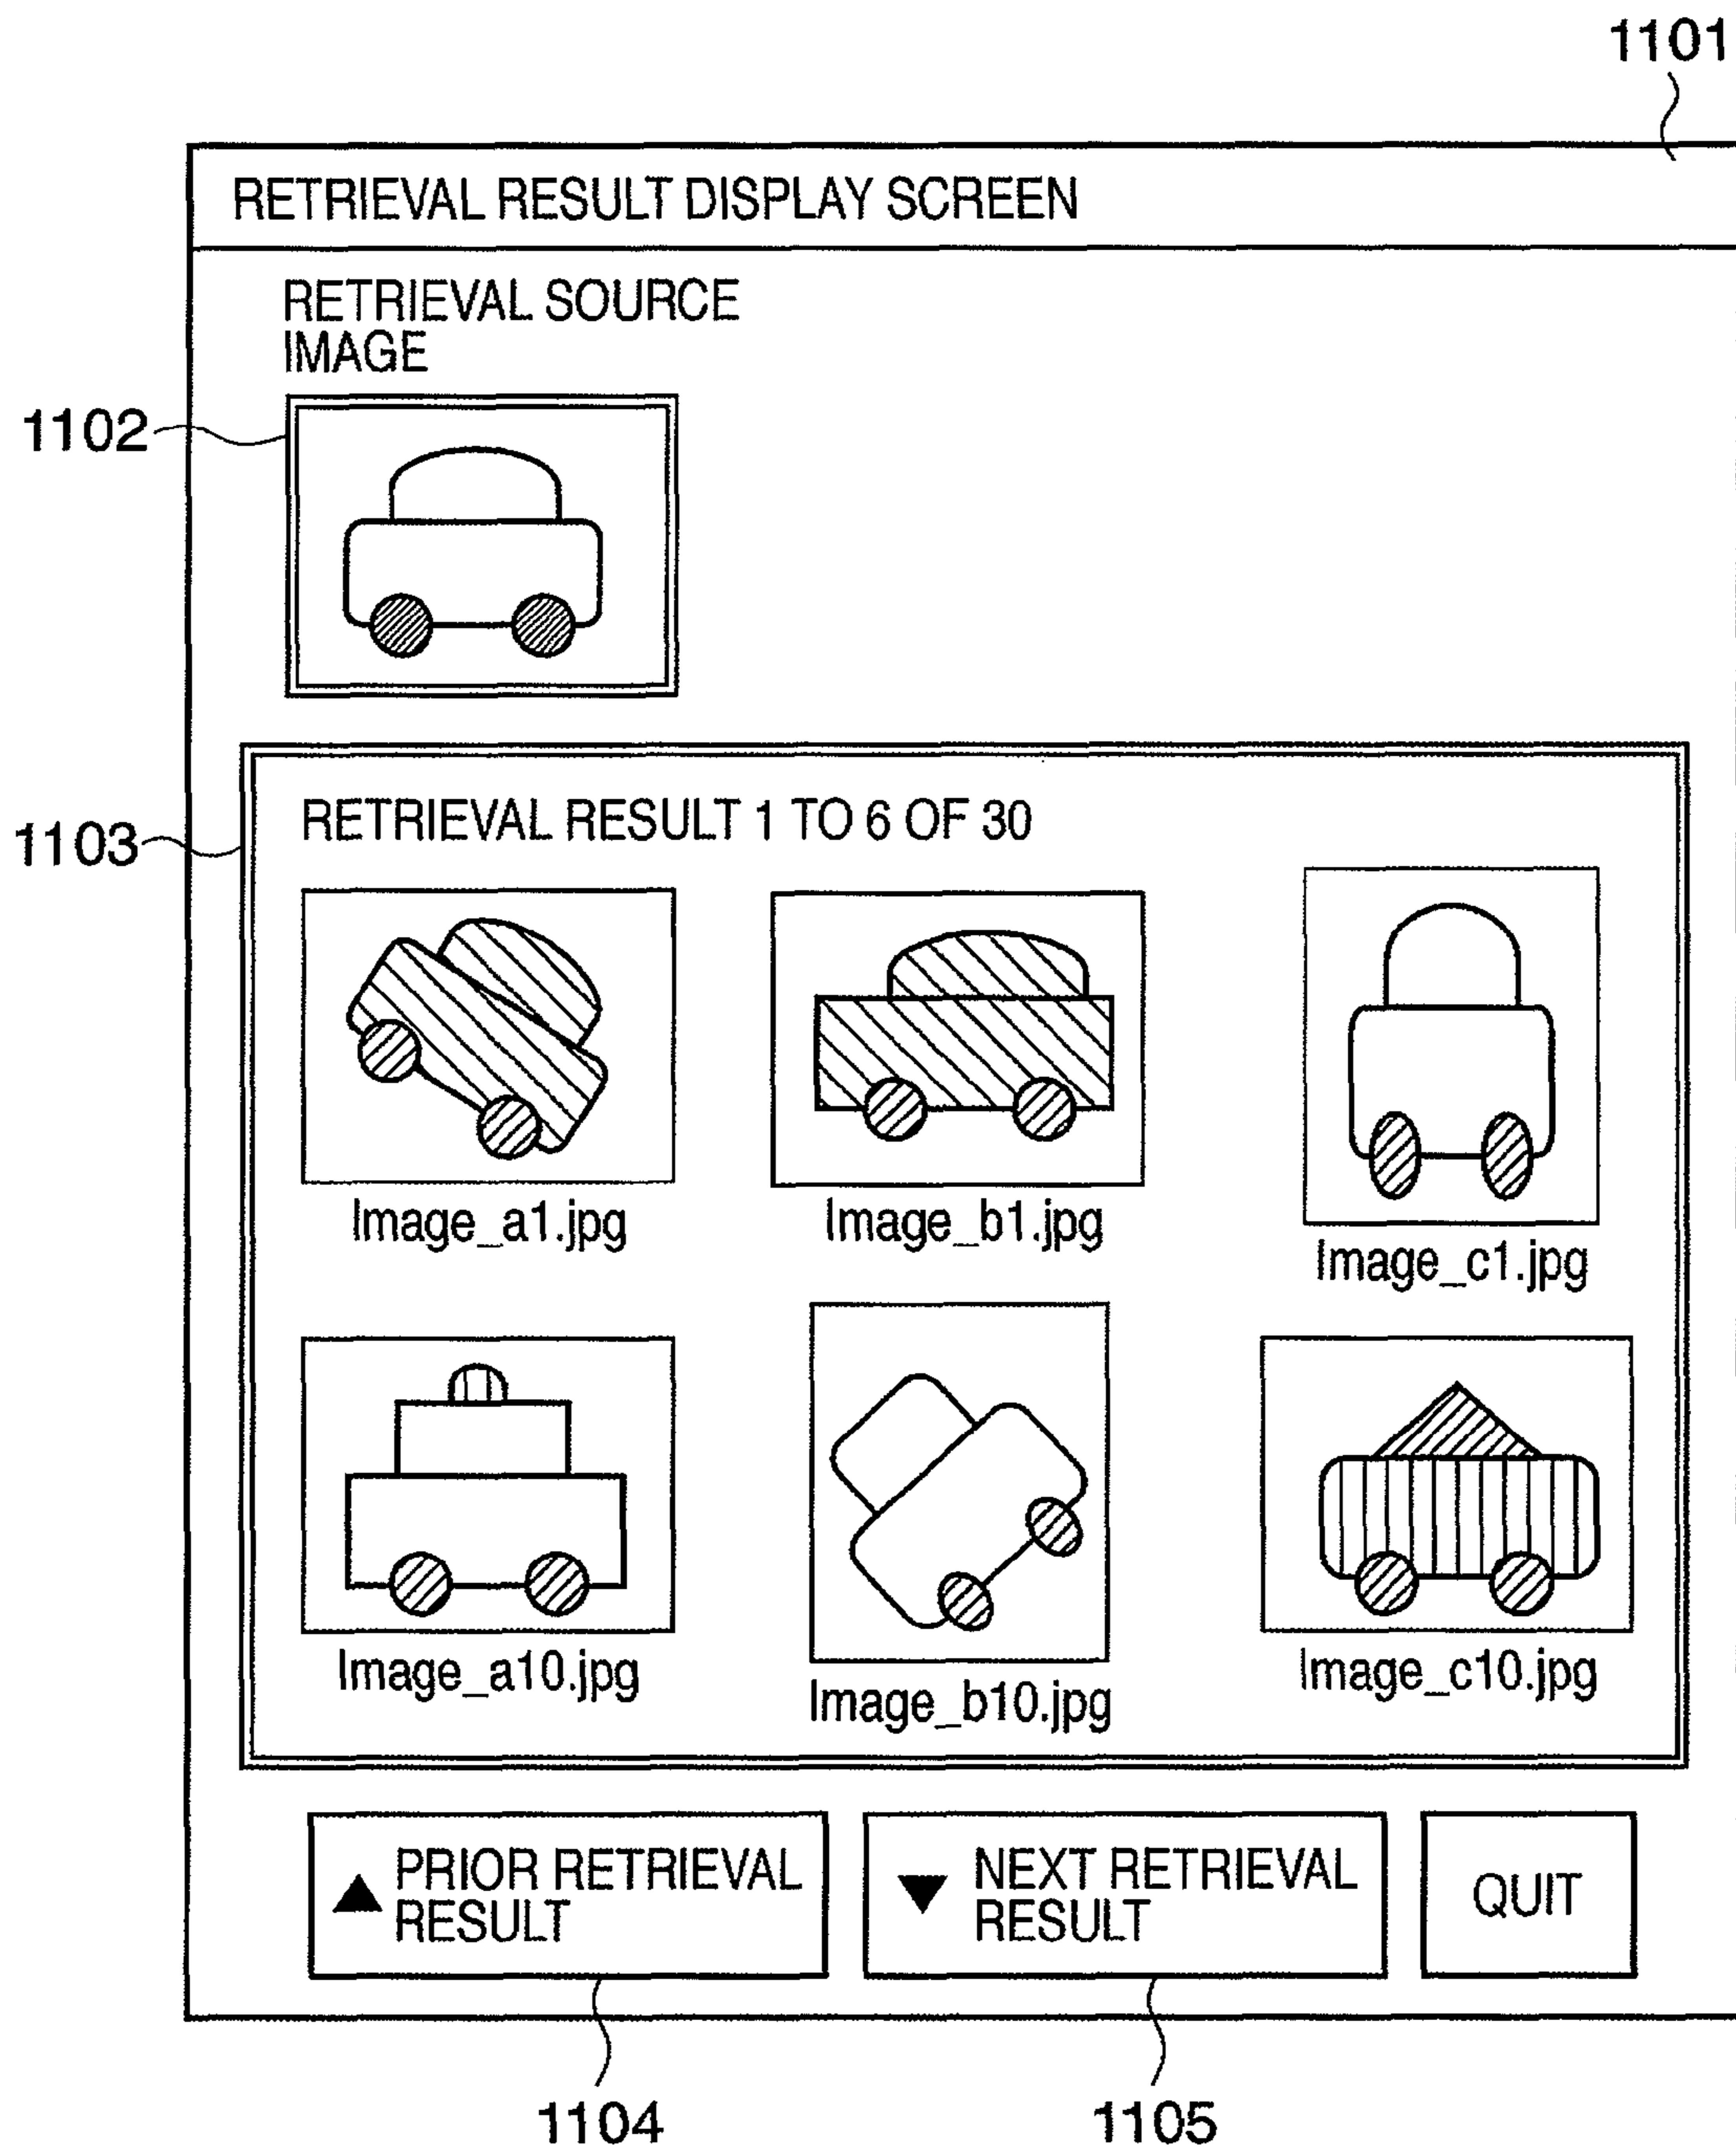 1101
RETRIEVAL RESULT DISPLAY SCREEN
RETRIEVAL SOURCE
IMAGE
1102
1103
RETRIEVAL RESULT 1 TO 6 OF 30
Image_a1.jpg
Image_b1.jpg
Image_c1.jpg
Image_a10.jpg
Image_b10.jpg
Image_c10.jpg
▲ PRIOR RETRIEVAL
RESULT
▼ NEXT RETRIEVAL
RESULT
QUIT
1104
1105